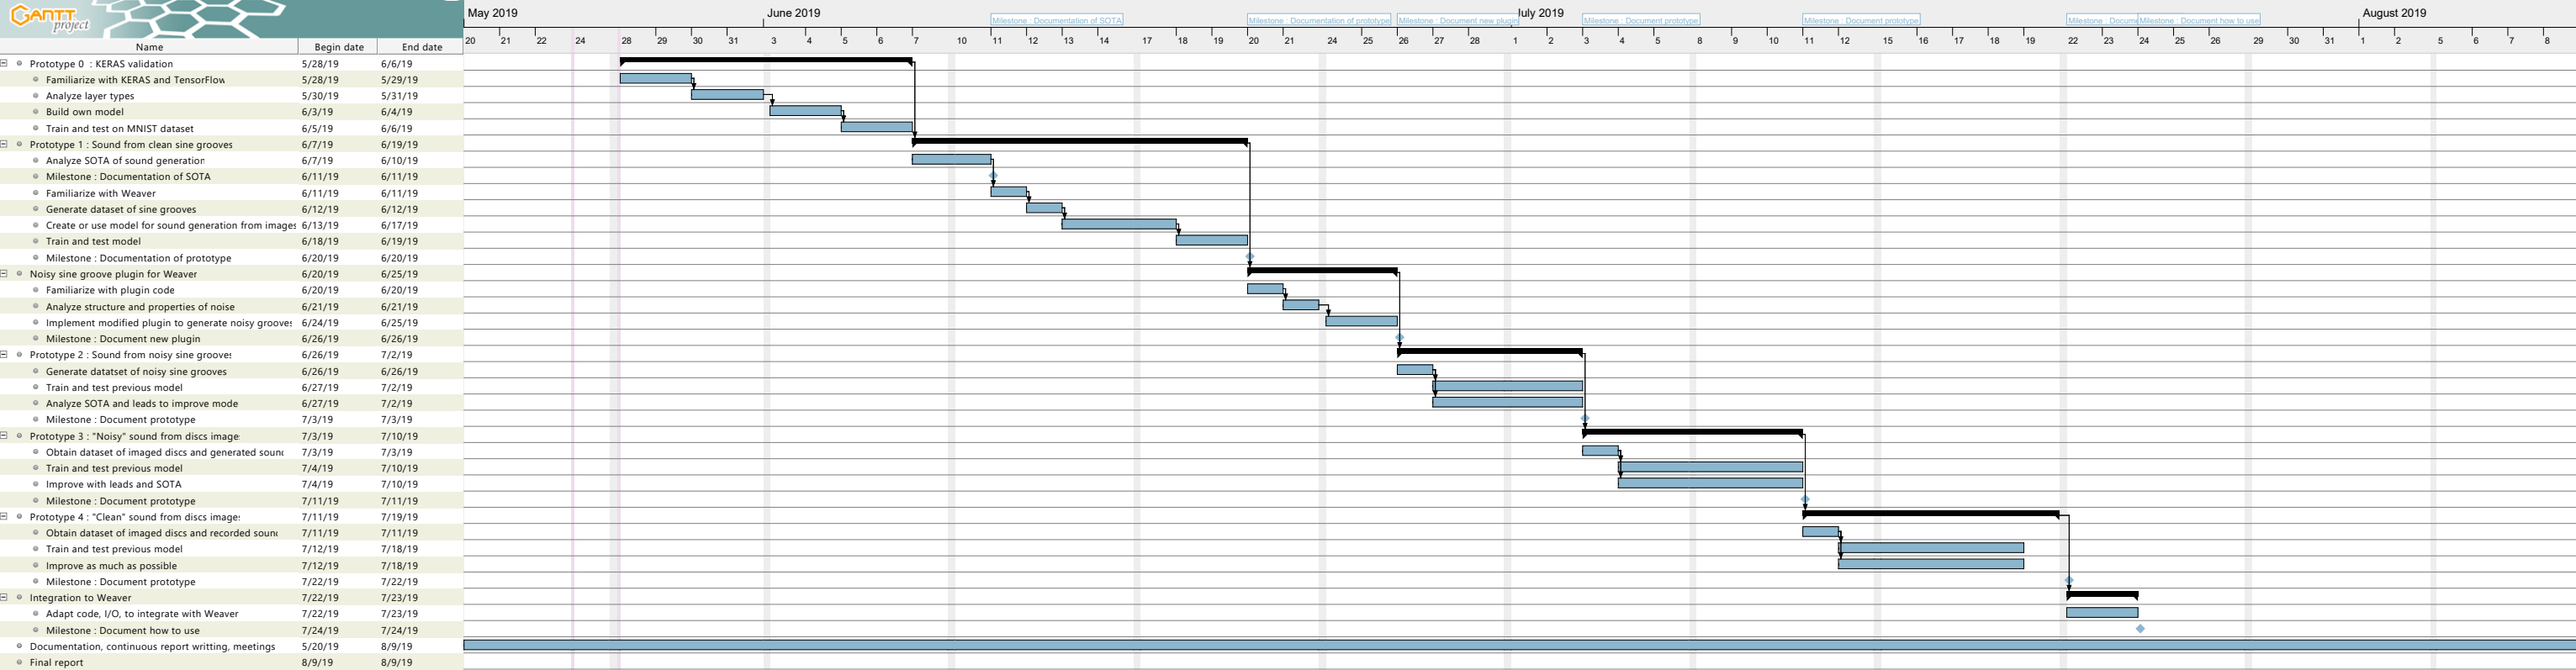 GANTT
project
May 2019
June 2019
July 2019
August 2019
Milestone : Documentation of SOTA
Milestone : Documentation of prototype
Milestone : Document new plugin
Milestone : Document prototype
Milestone : Document prototype
Milestone : Docume
Milestone : Document how to use
20 21 22 24 28 29 30 31 3 4 5 6 7 10 11 12 13 14 17 18 19 20 21 24 25 26 27 28 1 2 3 4 5 8 9 10 11 12 15 16 17 18 19 22 23 24 25 26 29 30 31 1 2 5 6 7 8
Name Begin date End date
Prototype 0 : KERAS validation 5/28/19 6/6/19
Familiarize with KERAS and TensorFlow 5/28/19 5/29/19
Analyze layer types 5/30/19 5/31/19
Build own model 6/3/19 6/4/19
Train and test on MNIST dataset 6/5/19 6/6/19
Prototype 1 : Sound from clean sine grooves 6/7/19 6/19/19
Analyze SOTA of sound generation 6/7/19 6/10/19
Milestone : Documentation of SOTA 6/11/19 6/11/19
Familiarize with Weaver 6/11/19 6/11/19
Generate dataset of sine grooves 6/12/19 6/12/19
Create or use model for sound generation from images 6/13/19 6/17/19
Train and test model 6/18/19 6/19/19
Milestone : Documentation of prototype 6/20/19 6/20/19
Noisy sine groove plugin for Weaver 6/20/19 6/25/19
Familiarize with plugin code 6/20/19 6/20/19
Analyze structure and properties of noise 6/21/19 6/21/19
Implement modified plugin to generate noisy grooves 6/24/19 6/25/19
Milestone : Document new plugin 6/26/19 6/26/19
Prototype 2 : Sound from noisy sine grooves 6/26/19 7/2/19
Generate datatset of noisy sine grooves 6/26/19 6/26/19
Train and test previous model 6/27/19 7/2/19
Analyze SOTA and leads to improve mode 6/27/19 7/2/19
Milestone : Document prototype 7/3/19 7/3/19
Prototype 3 : "Noisy" sound from discs image 7/3/19 7/10/19
Obtain dataset of imaged discs and generated sound 7/3/19 7/3/19
Train and test previous model 7/4/19 7/10/19
Improve with leads and SOTA 7/4/19 7/10/19
Milestone : Document prototype 7/11/19 7/11/19
Prototype 4 : "Clean" sound from discs image 7/11/19 7/19/19
Obtain dataset of imaged discs and recorded sound 7/11/19 7/11/19
Train and test previous model 7/12/19 7/18/19
Improve as much as possible 7/12/19 7/18/19
Milestone : Document prototype 7/22/19 7/22/19
Integration to Weaver 7/22/19 7/23/19
Adapt code, I/O, to integrate with Weaver 7/22/19 7/23/19
Milestone : Document how to use 7/24/19 7/24/19
Documentation, continuous report writting, meetings 5/20/19 8/9/19
Final report 8/9/19 8/9/19